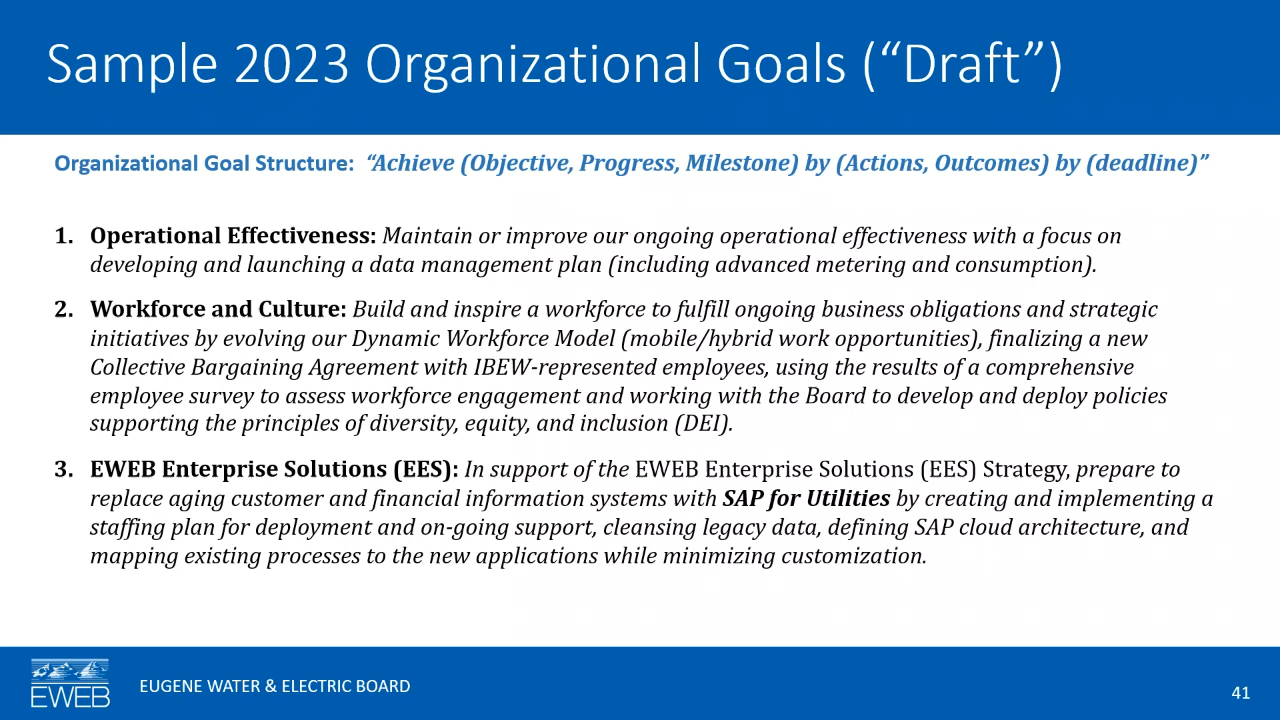 Sample 2023 Organizational Goals (“Draft”)
Organizational Goal Structure: “Achieve (Objective, Progress, Milestone) by (Actions, Outcomes) by (deadline)”
1. Operational Effectiveness: Maintain or improve our ongoing operational effectiveness with a focus on
developing and launching a data management plan (including advanced metering and consumption).
2. Workforce and Culture: Build and inspire a workforce to fulfill ongoing business obligations and strategic
initiatives by evolving our Dynamic Workforce Model (mobile/hybrid work opportunities), finalizing a new
Collective Bargaining Agreement with IBEW-represented employees, using the results of a comprehensive
employee survey to assess workforce engagement and working with the Board to develop and deploy policies
supporting the principles of diversity, equity, and inclusion (DEI).
3. EWEB Enterprise Solutions (EES): In support of the EWEB Enterprise Solutions (EES) Strategy, prepare to
replace aging customer and financial information systems with SAP for Utilities by creating and implementing a
staffing plan for deployment and on-going support, cleansing legacy data, defining SAP cloud architecture, and
mapping existing processes to the new applications while minimizing customization.
EWEB
EUGENE WATER & ELECTRIC BOARD
41